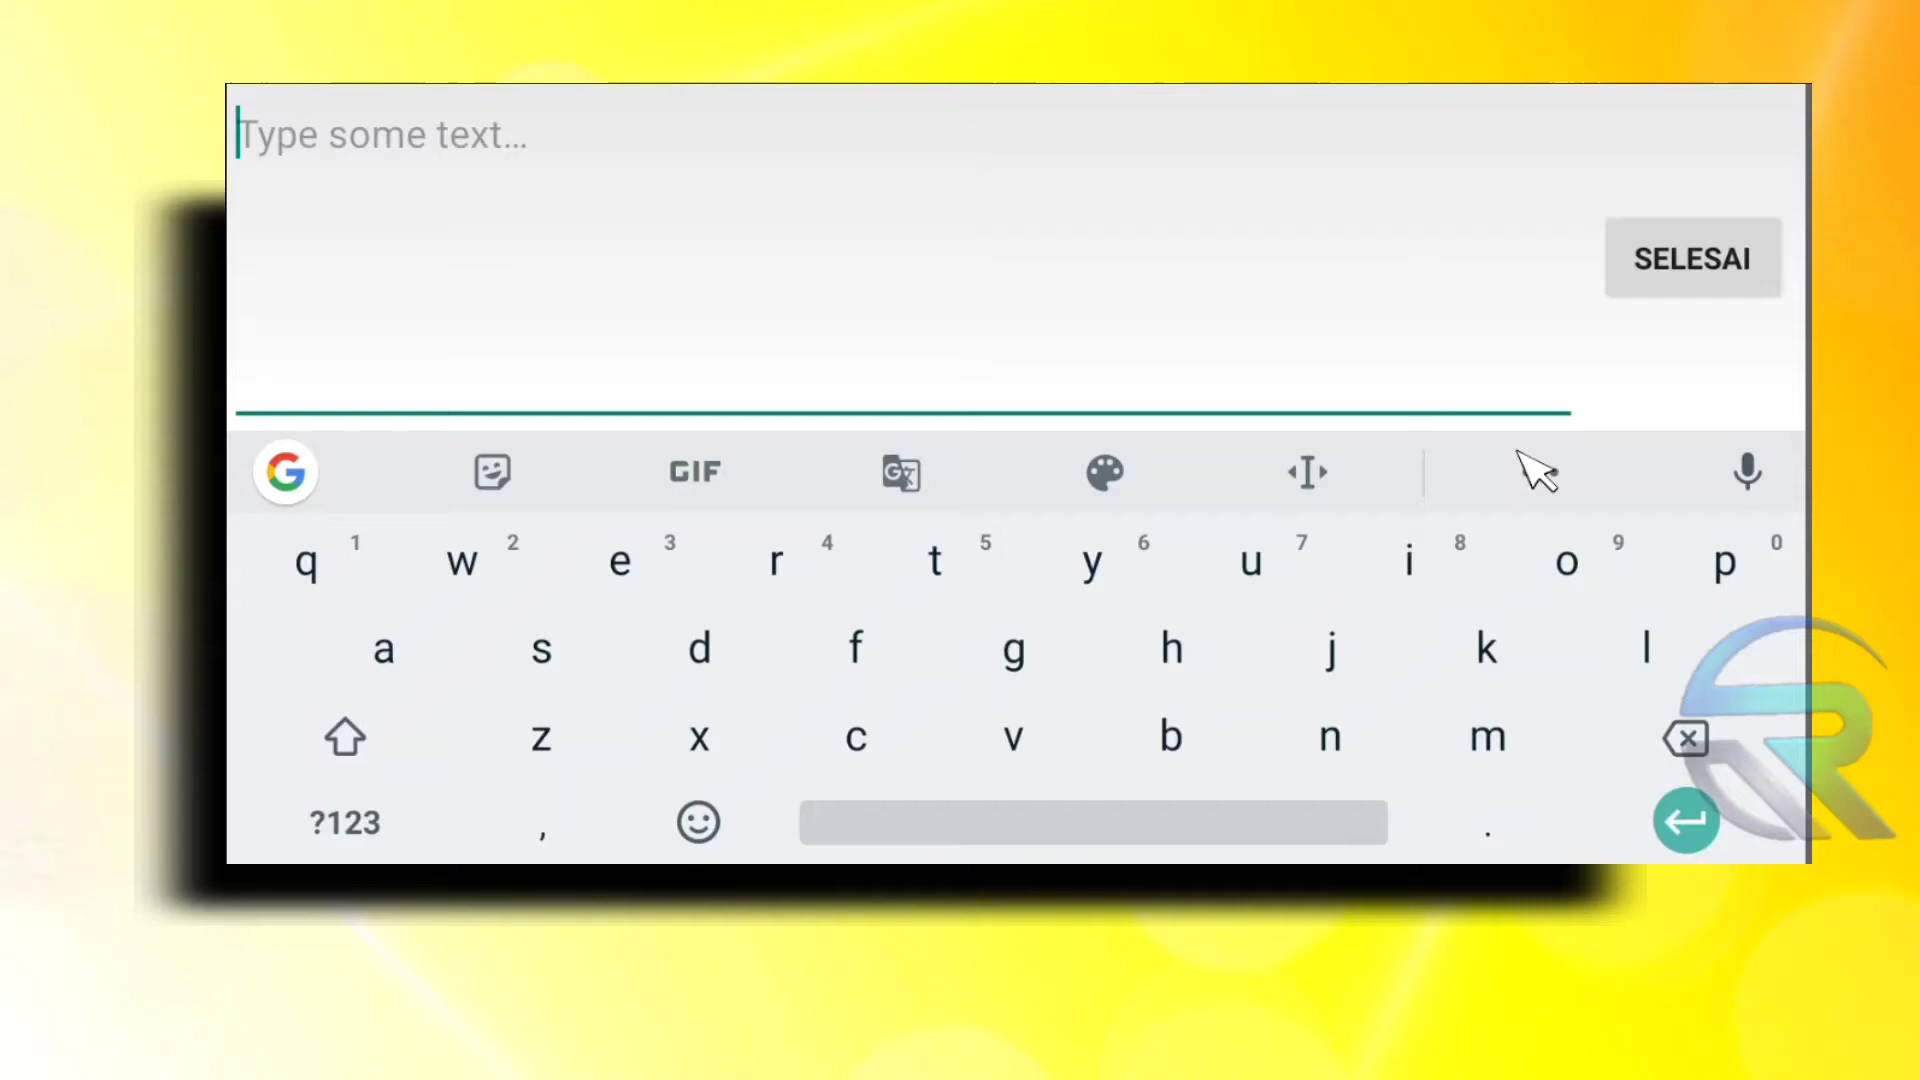 Type some text...
SELESAI
GIF
q 1 w 2 e 3 r 4 t 5 y 6 u 7 i 8 o 9 p 0
a s d f g h j k l
z x c v b n m
?123 , .